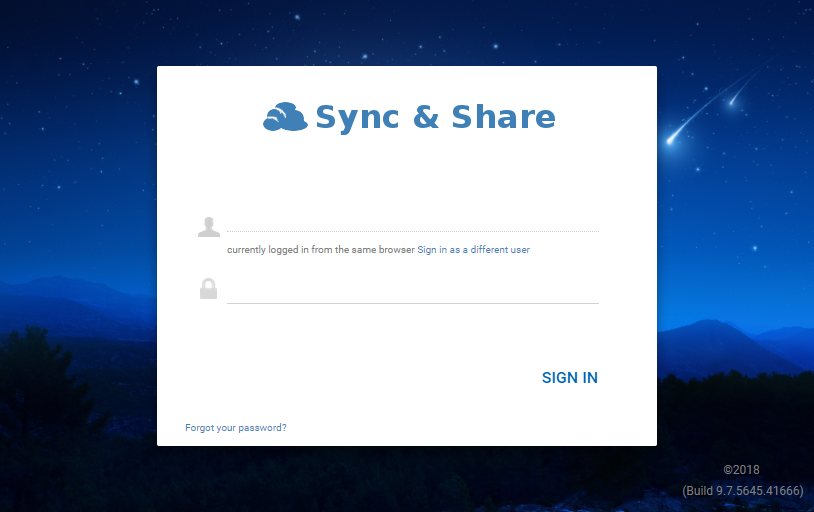 Sync & Share
currently logged in from the same browser Sign in as a different user
SIGN IN
Forgot your password?
©2018
(Build 9.7.5645.41666)